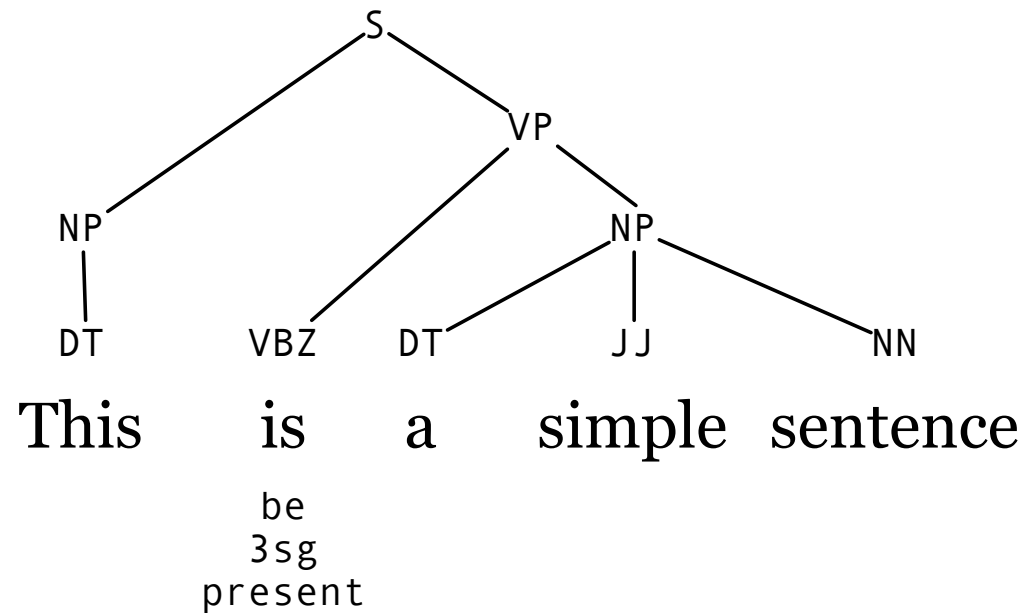 S
VP
NP NP
DT VBZ DT JJ NN
This is a simple sentence
be
3sg
present